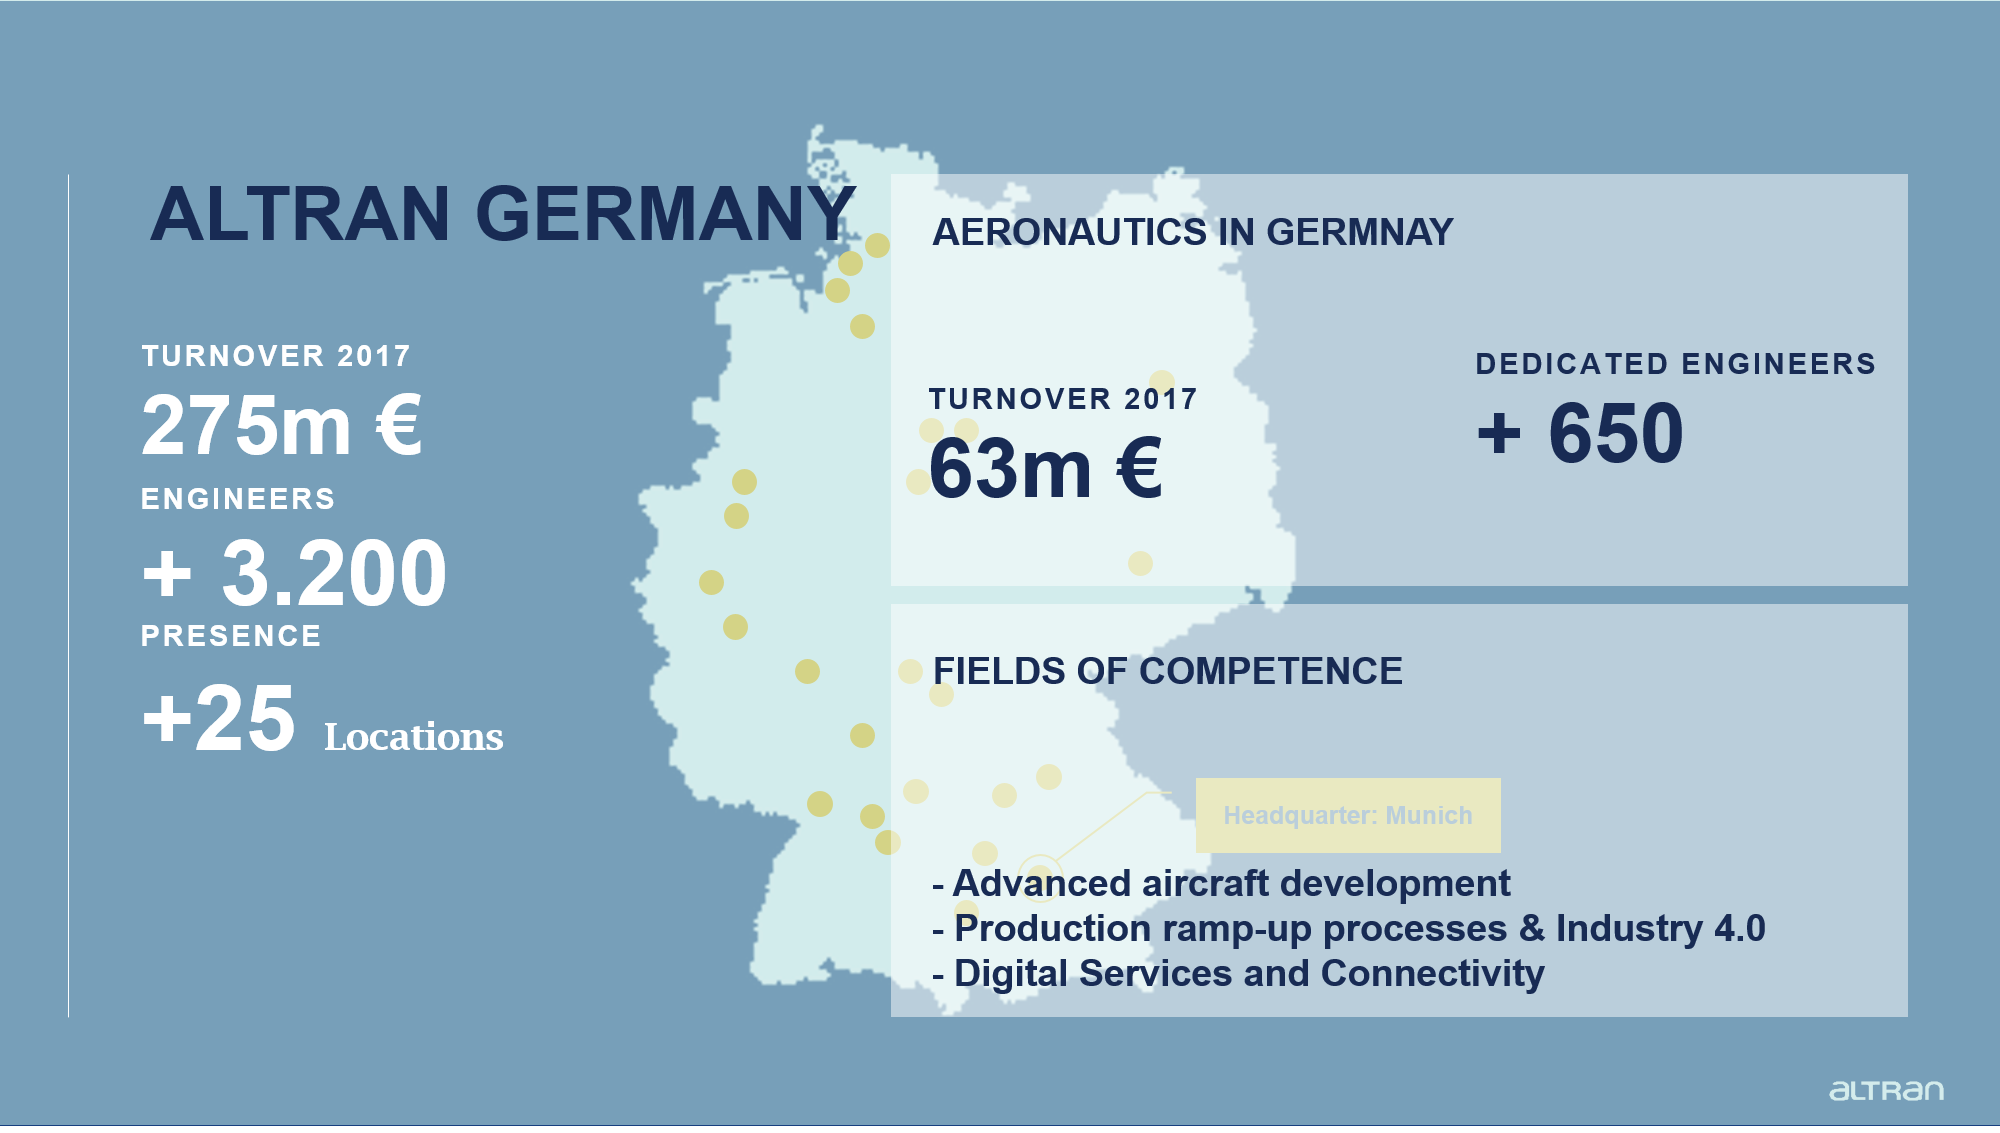 ALTRAN GERMANY
TURNOVER 2017
275m €
ENGINEERS
+ 3.200
PRESENCE
+25 Locations
AERONAUTICS IN GERMNAY
TURNOVER 2017
63m €
DEDICATED ENGINEERS
+ 650
FIELDS OF COMPETENCE
Headquarter: Munich
- Advanced aircraft development
- Production ramp-up processes & Industry 4.0
- Digital Services and Connectivity
ALTRAN